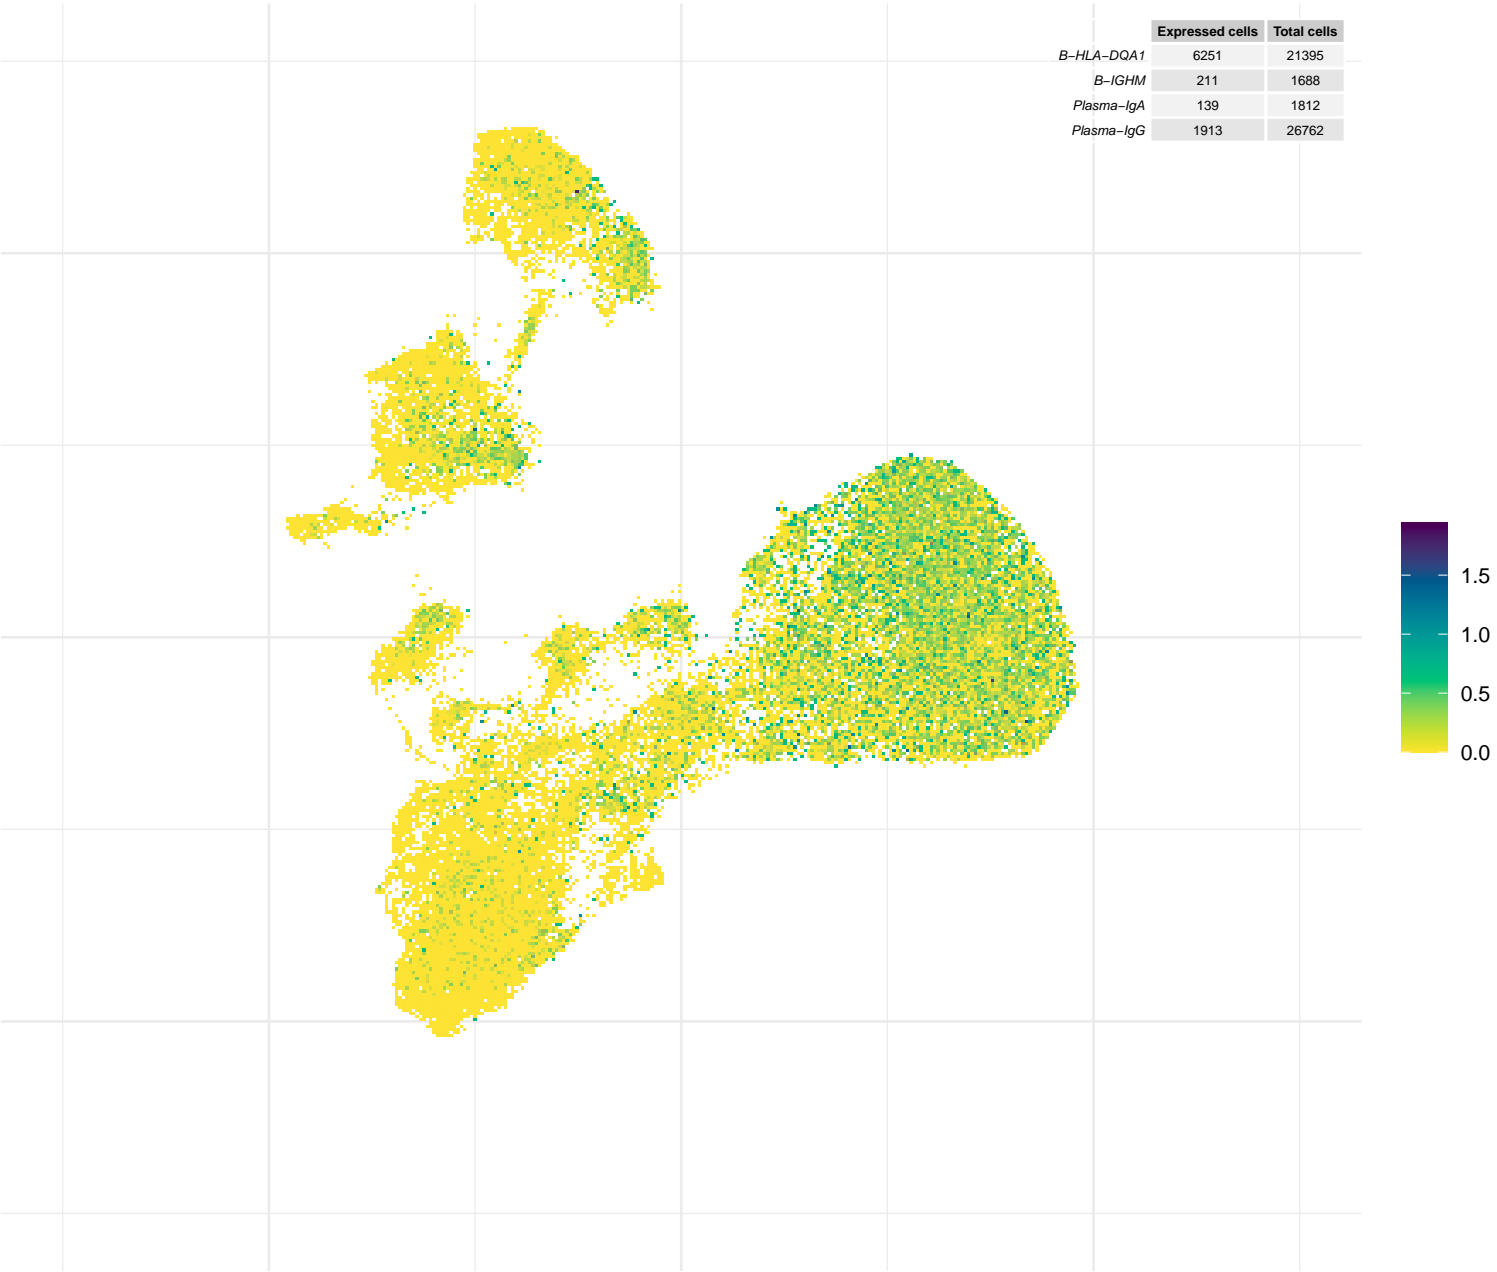 Expressed cells Total cells
B−HLA−DQA1 6251 21395
B−IGHM 211 1688
Plasma−IgA 139 1812
Plasma−IgG 1913 26762
1.5
1.0
0.5
0.0